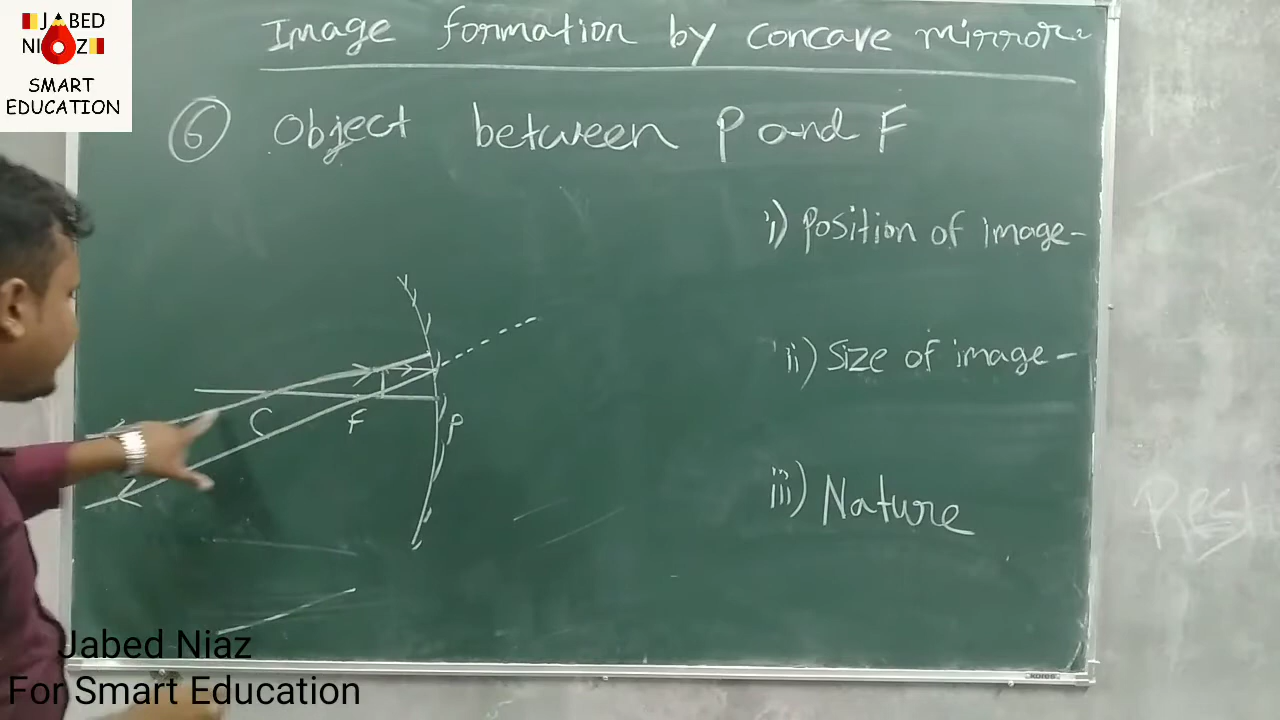 JABED
NIAZ
SMART
EDUCATION
Image formation by concave mirror
6 Object between P and F
i) Position of image-
ii) Size of image-
iii) Nature
C F P
Jabed Niaz
For Smart Education